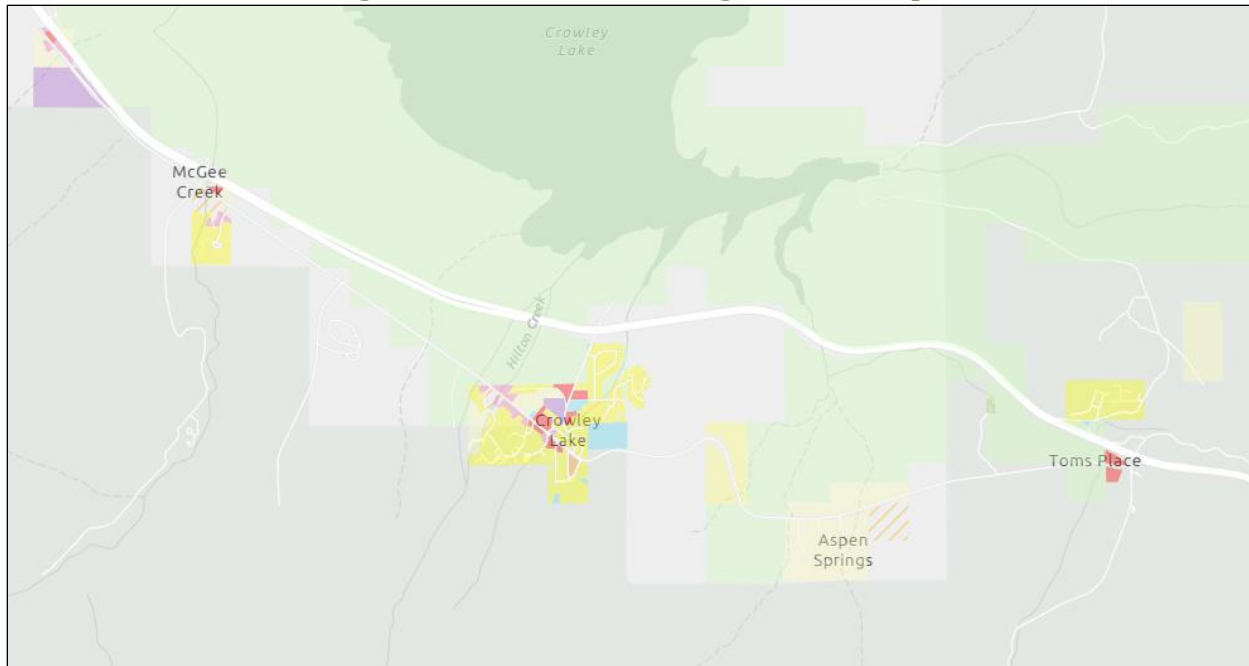 Crowley
Lake
McGee
Creek
Hilton Creek
Crowley
Lake
Toms Place
Aspen
Springs